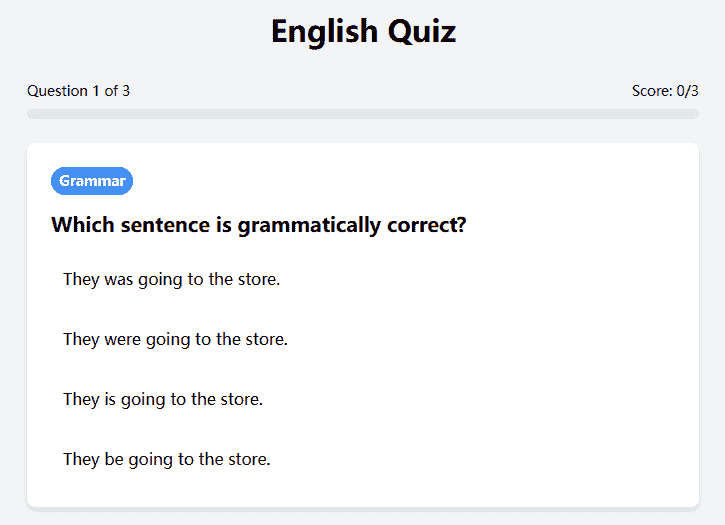 English Quiz
Question 1 of 3
Score: 0/3
Grammar
Which sentence is grammatically correct?
They was going to the store.
They were going to the store.
They is going to the store.
They be going to the store.